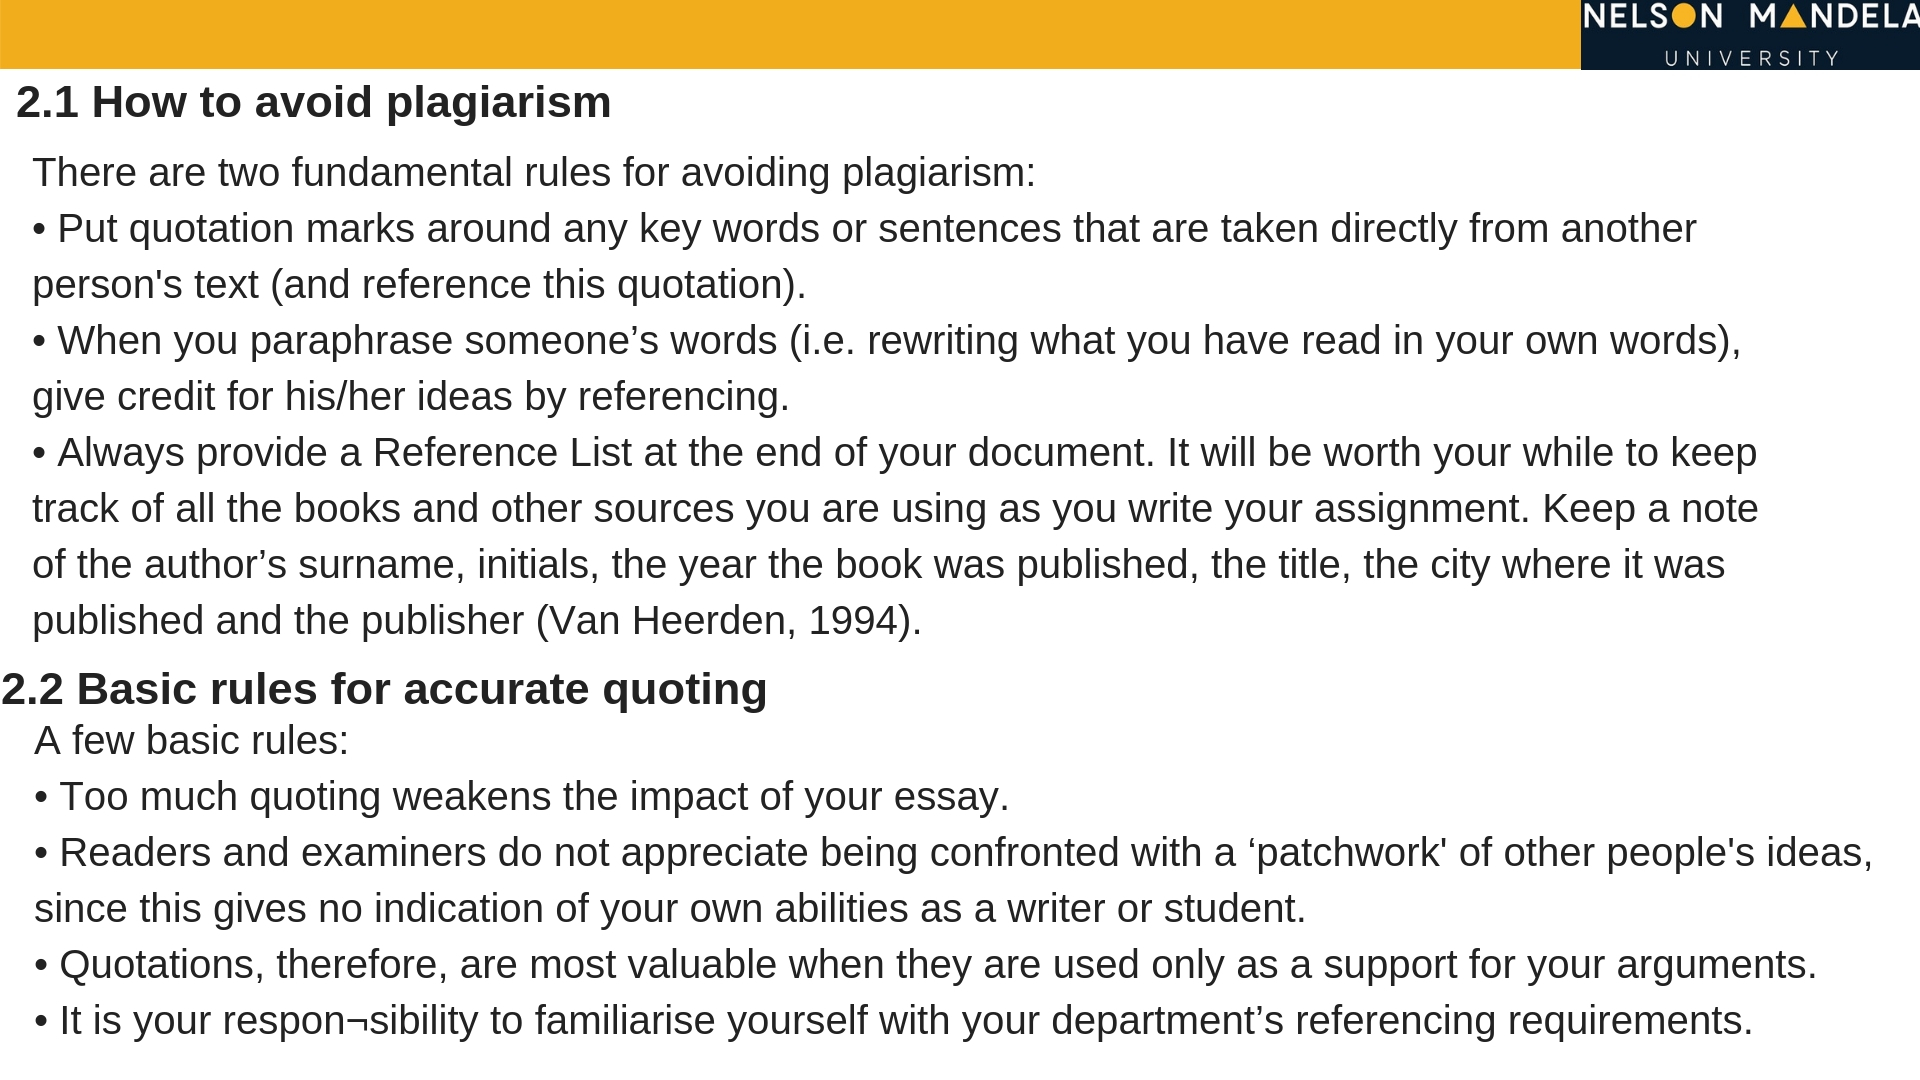 NELSON MANDELA
UNIVERSITY
2.1 How to avoid plagiarism
There are two fundamental rules for avoiding plagiarism:
• Put quotation marks around any key words or sentences that are taken directly from another
person's text (and reference this quotation).
• When you paraphrase someone’s words (i.e. rewriting what you have read in your own words),
give credit for his/her ideas by referencing.
• Always provide a Reference List at the end of your document. It will be worth your while to keep
track of all the books and other sources you are using as you write your assignment. Keep a note
of the author’s surname, initials, the year the book was published, the title, the city where it was
published and the publisher (Van Heerden, 1994).
2.2 Basic rules for accurate quoting
A few basic rules:
• Too much quoting weakens the impact of your essay.
• Readers and examiners do not appreciate being confronted with a ‘patchwork' of other people's ideas,
since this gives no indication of your own abilities as a writer or student.
• Quotations, therefore, are most valuable when they are used only as a support for your arguments.
• It is your respon¬sibility to familiarise yourself with your department’s referencing requirements.